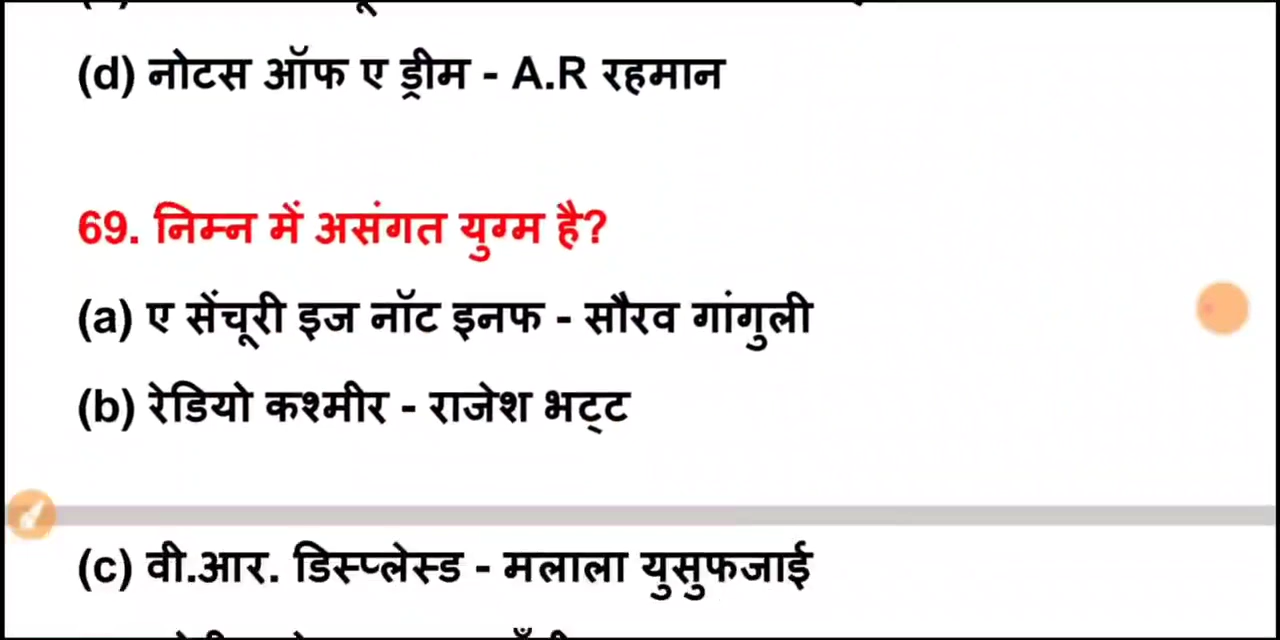 (d) नोटस ऑफ ए ड्रीम - A.R रहमान
69. निम्न में असंगत युग्म है?
(a) ए सेंचूरी इज नॉट इनफ - सौरव गांगुली
(b) रेडियो कश्मीर - राजेश भट्ट
(c) वी.आर. डिस्प्लेस्ड - मलाला युसुफजाई